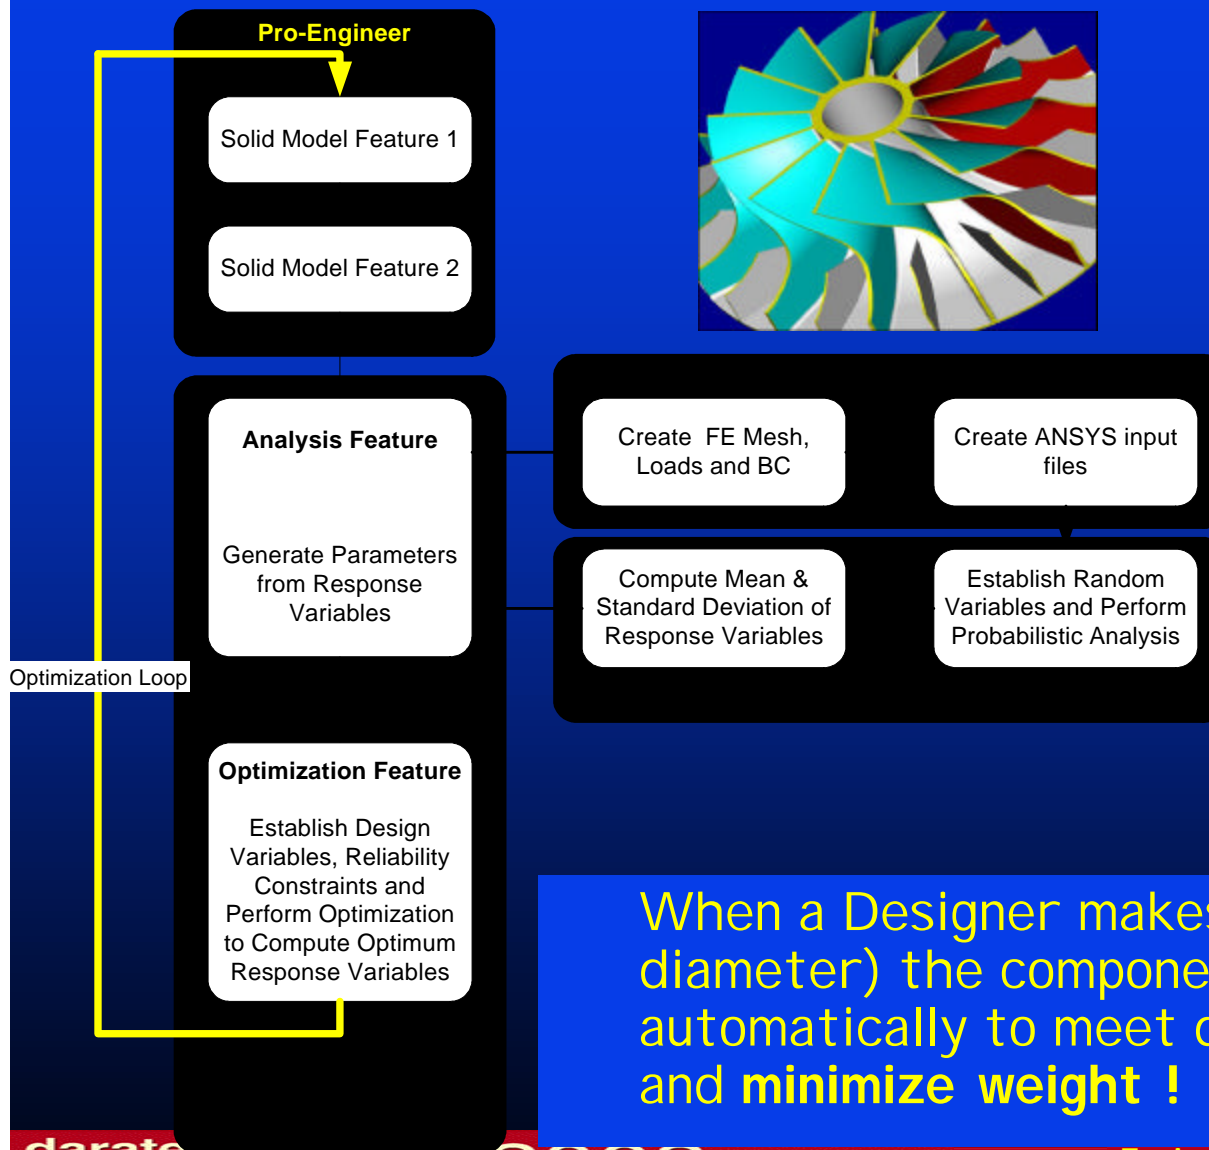 Pro-Engineer
Solid Model Feature 1
Solid Model Feature 2
Analysis Feature
Generate Parameters
from Response
Variables
Create FE Mesh,
Loads and BC
Create ANSYS input
files
Compute Mean &
Standard Deviation of
Response Variables
Establish Random
Variables and Perform
Probabilistic Analysis
Optimization Loop
Optimization Feature
Establish Design
Variables, Reliability
Constraints and
Perform Optimization
to Compute Optimum
Response Variables
When a Designer makes
diameter) the compone
automatically to meet
and minimize weight !